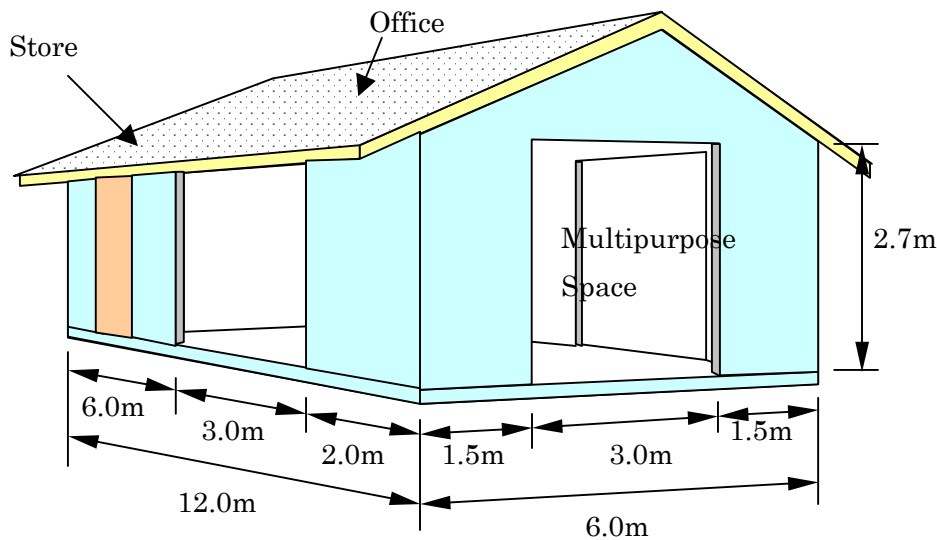 Office
Store
Multipurpose
Space
2.7m
6.0m
3.0m
2.0m
1.5m
3.0m
1.5m
12.0m
6.0m